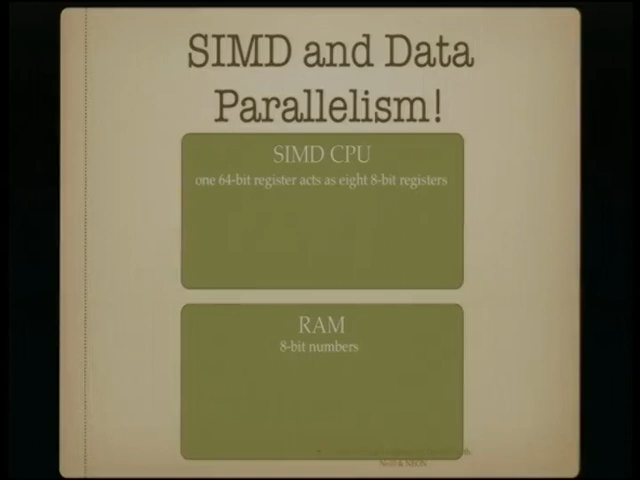 SIMD and Data
Parallelism!
SIMD CPU
one 64-bit register acts as eight 8-bit registers
RAM
8-bit numbers